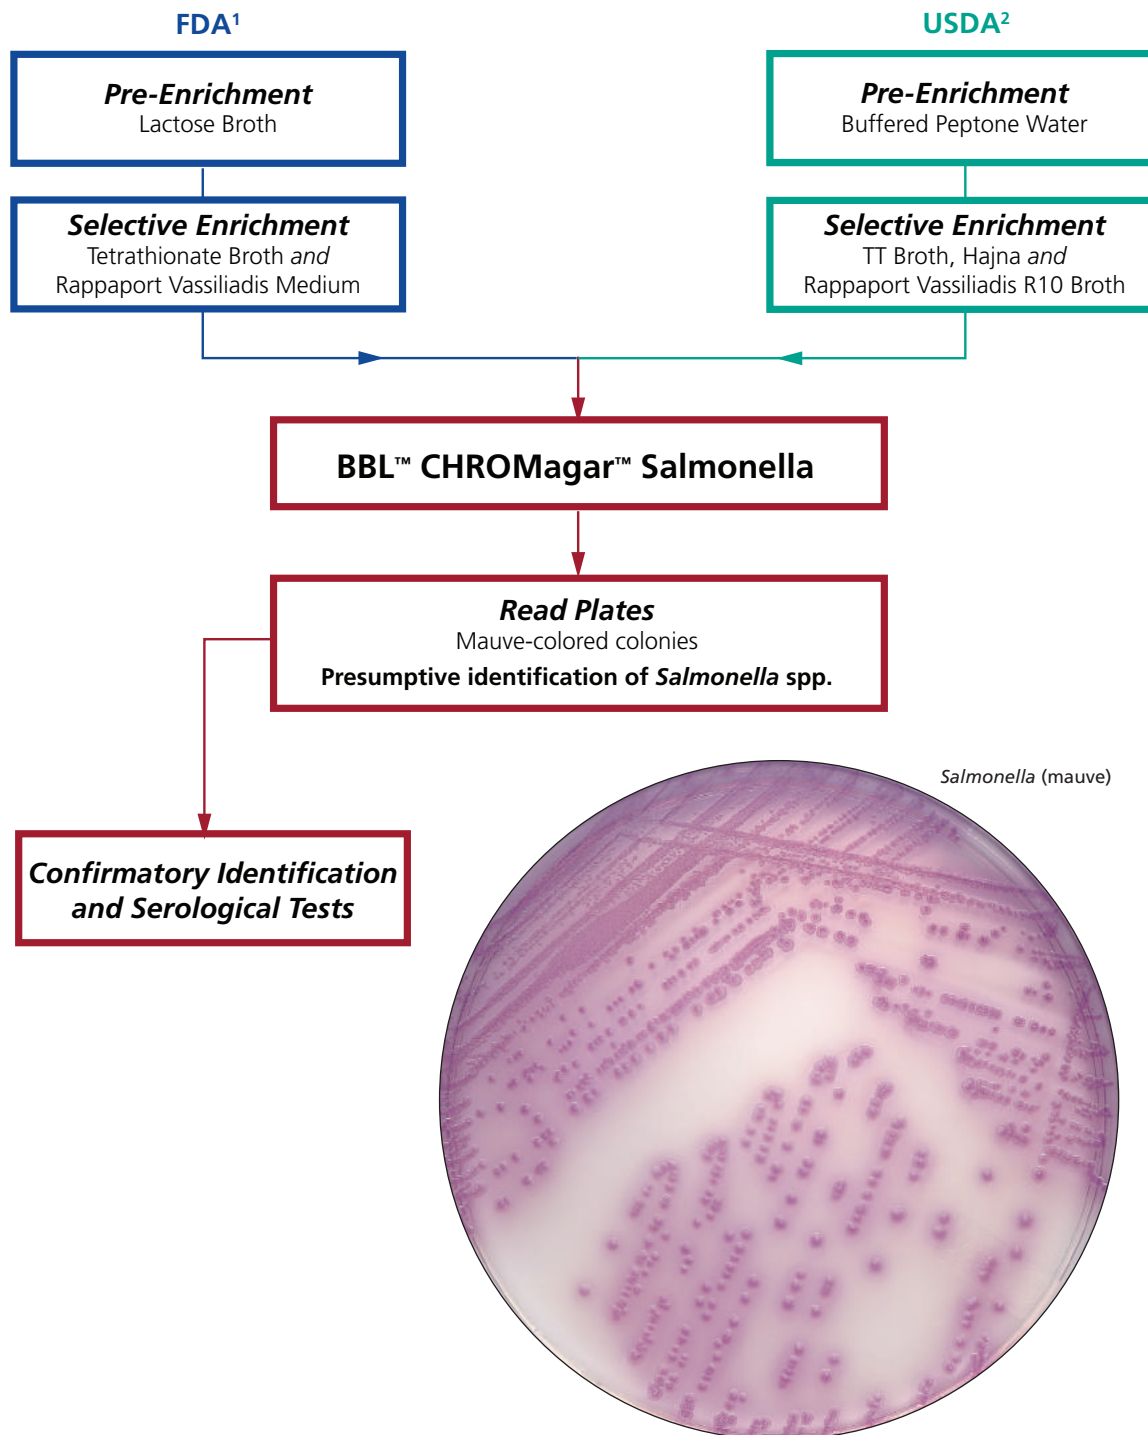 FDA¹
Pre-Enrichment
Lactose Broth
Selective Enrichment
Tetrathionate Broth and
Rappaport Vassiliadis Medium
USDA²
Pre-Enrichment
Buffered Peptone Water
Selective Enrichment
TT Broth, Hajna and
Rappaport Vassiliadis R10 Broth
BBL™ CHROMagar™ Salmonella
Read Plates
Mauve-colored colonies
Presumptive identification of Salmonella spp.
Confirmatory Identification
and Serological Tests
Salmonella (mauve)